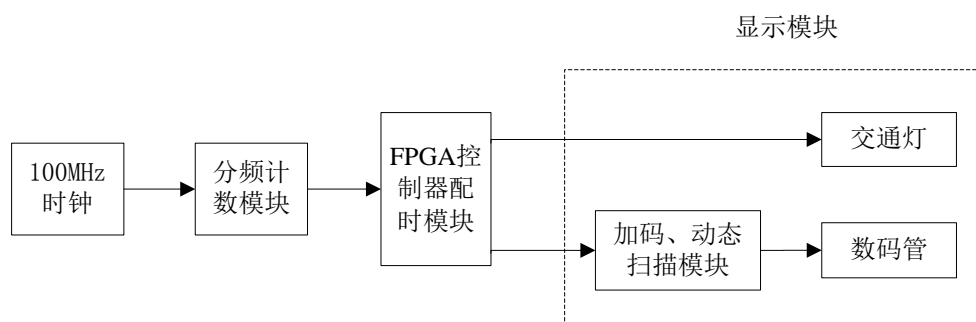 显示模块
100MHz
时钟
分频计
数模块
FPGA控
制器配
时模块
交通灯
加码、动态
扫描模块
数码管